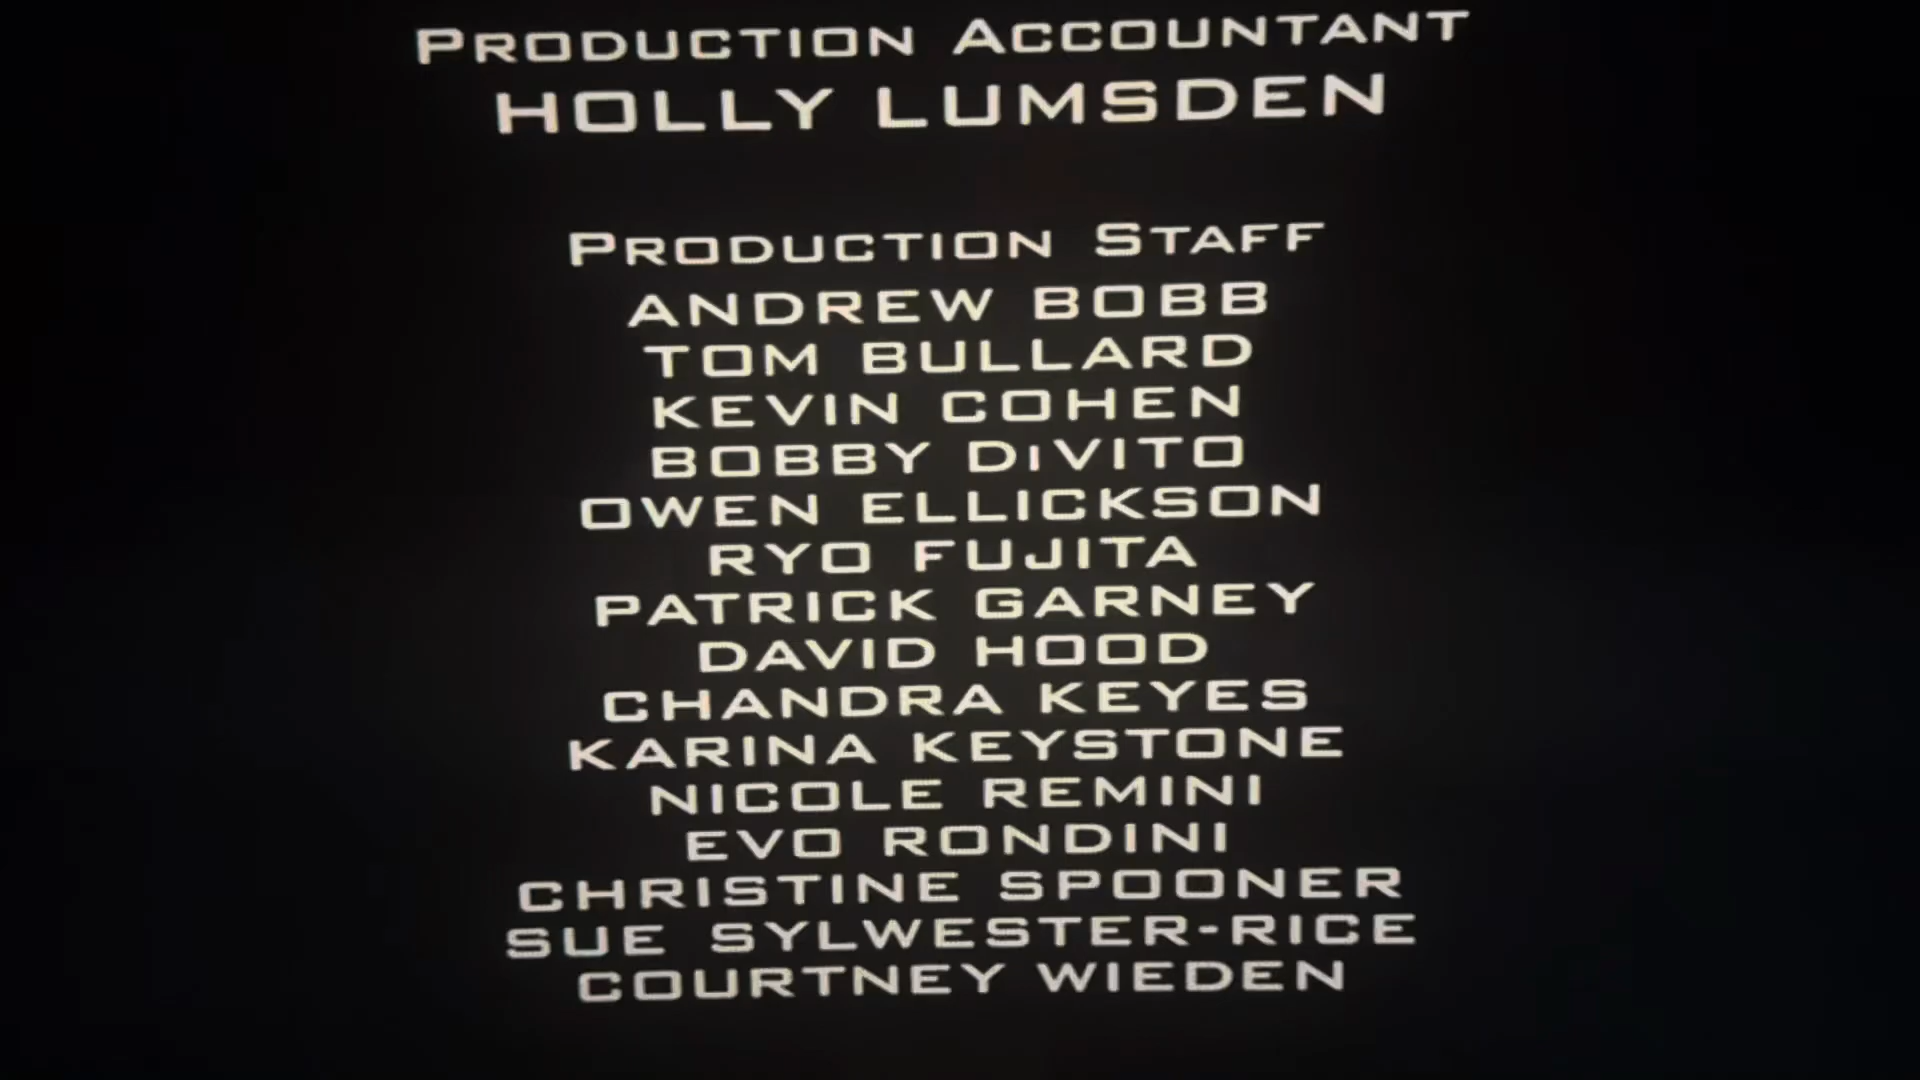 Production Accountant
HOLLY LUMSDEN
Production Staff
ANDREW BOBB
TOM BULLARD
KEVIN COHEN
BOBBY DiVITO
OWEN ELLICKSON
RYO FUJITA
PATRICK GARNEY
DAVID HOOD
CHANDRA KEYES
KARINA KEYSTONE
NICOLE REMINI
EVO RONDINI
CHRISTINE SPOONER
SUE SYLWESTER-RICE
COURTNEY WIEDEN